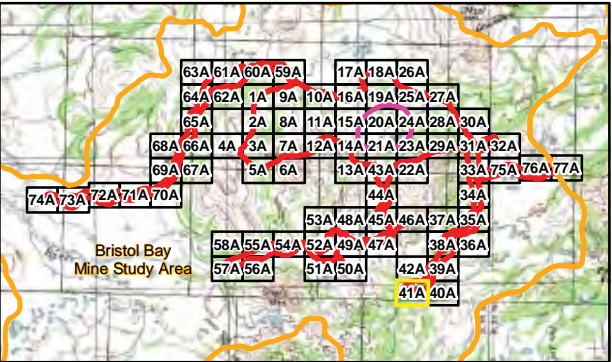 63A 61A 60A 59A 17A 18A 26A
64A 62A 1A 9A 10A 16A 19A 25A 27A
65A 2A 8A 11A 15A 20A 24A 28A 30A
68A 66A 4A 3A 7A 12A 14A 21A 23A 29A 31A 32A
69A 67A 5A 6A 13A 43A 22A 33A 75A 76A 77A
74A 73A 72A 71A 70A 44A 34A
53A 48A 45A 46A 37A 35A
58A 55A 54A 52A 49A 47A 38A 36A
57A 56A 51A 50A 42A 39A
41A 40A
Bristol Bay
Mine Study Area